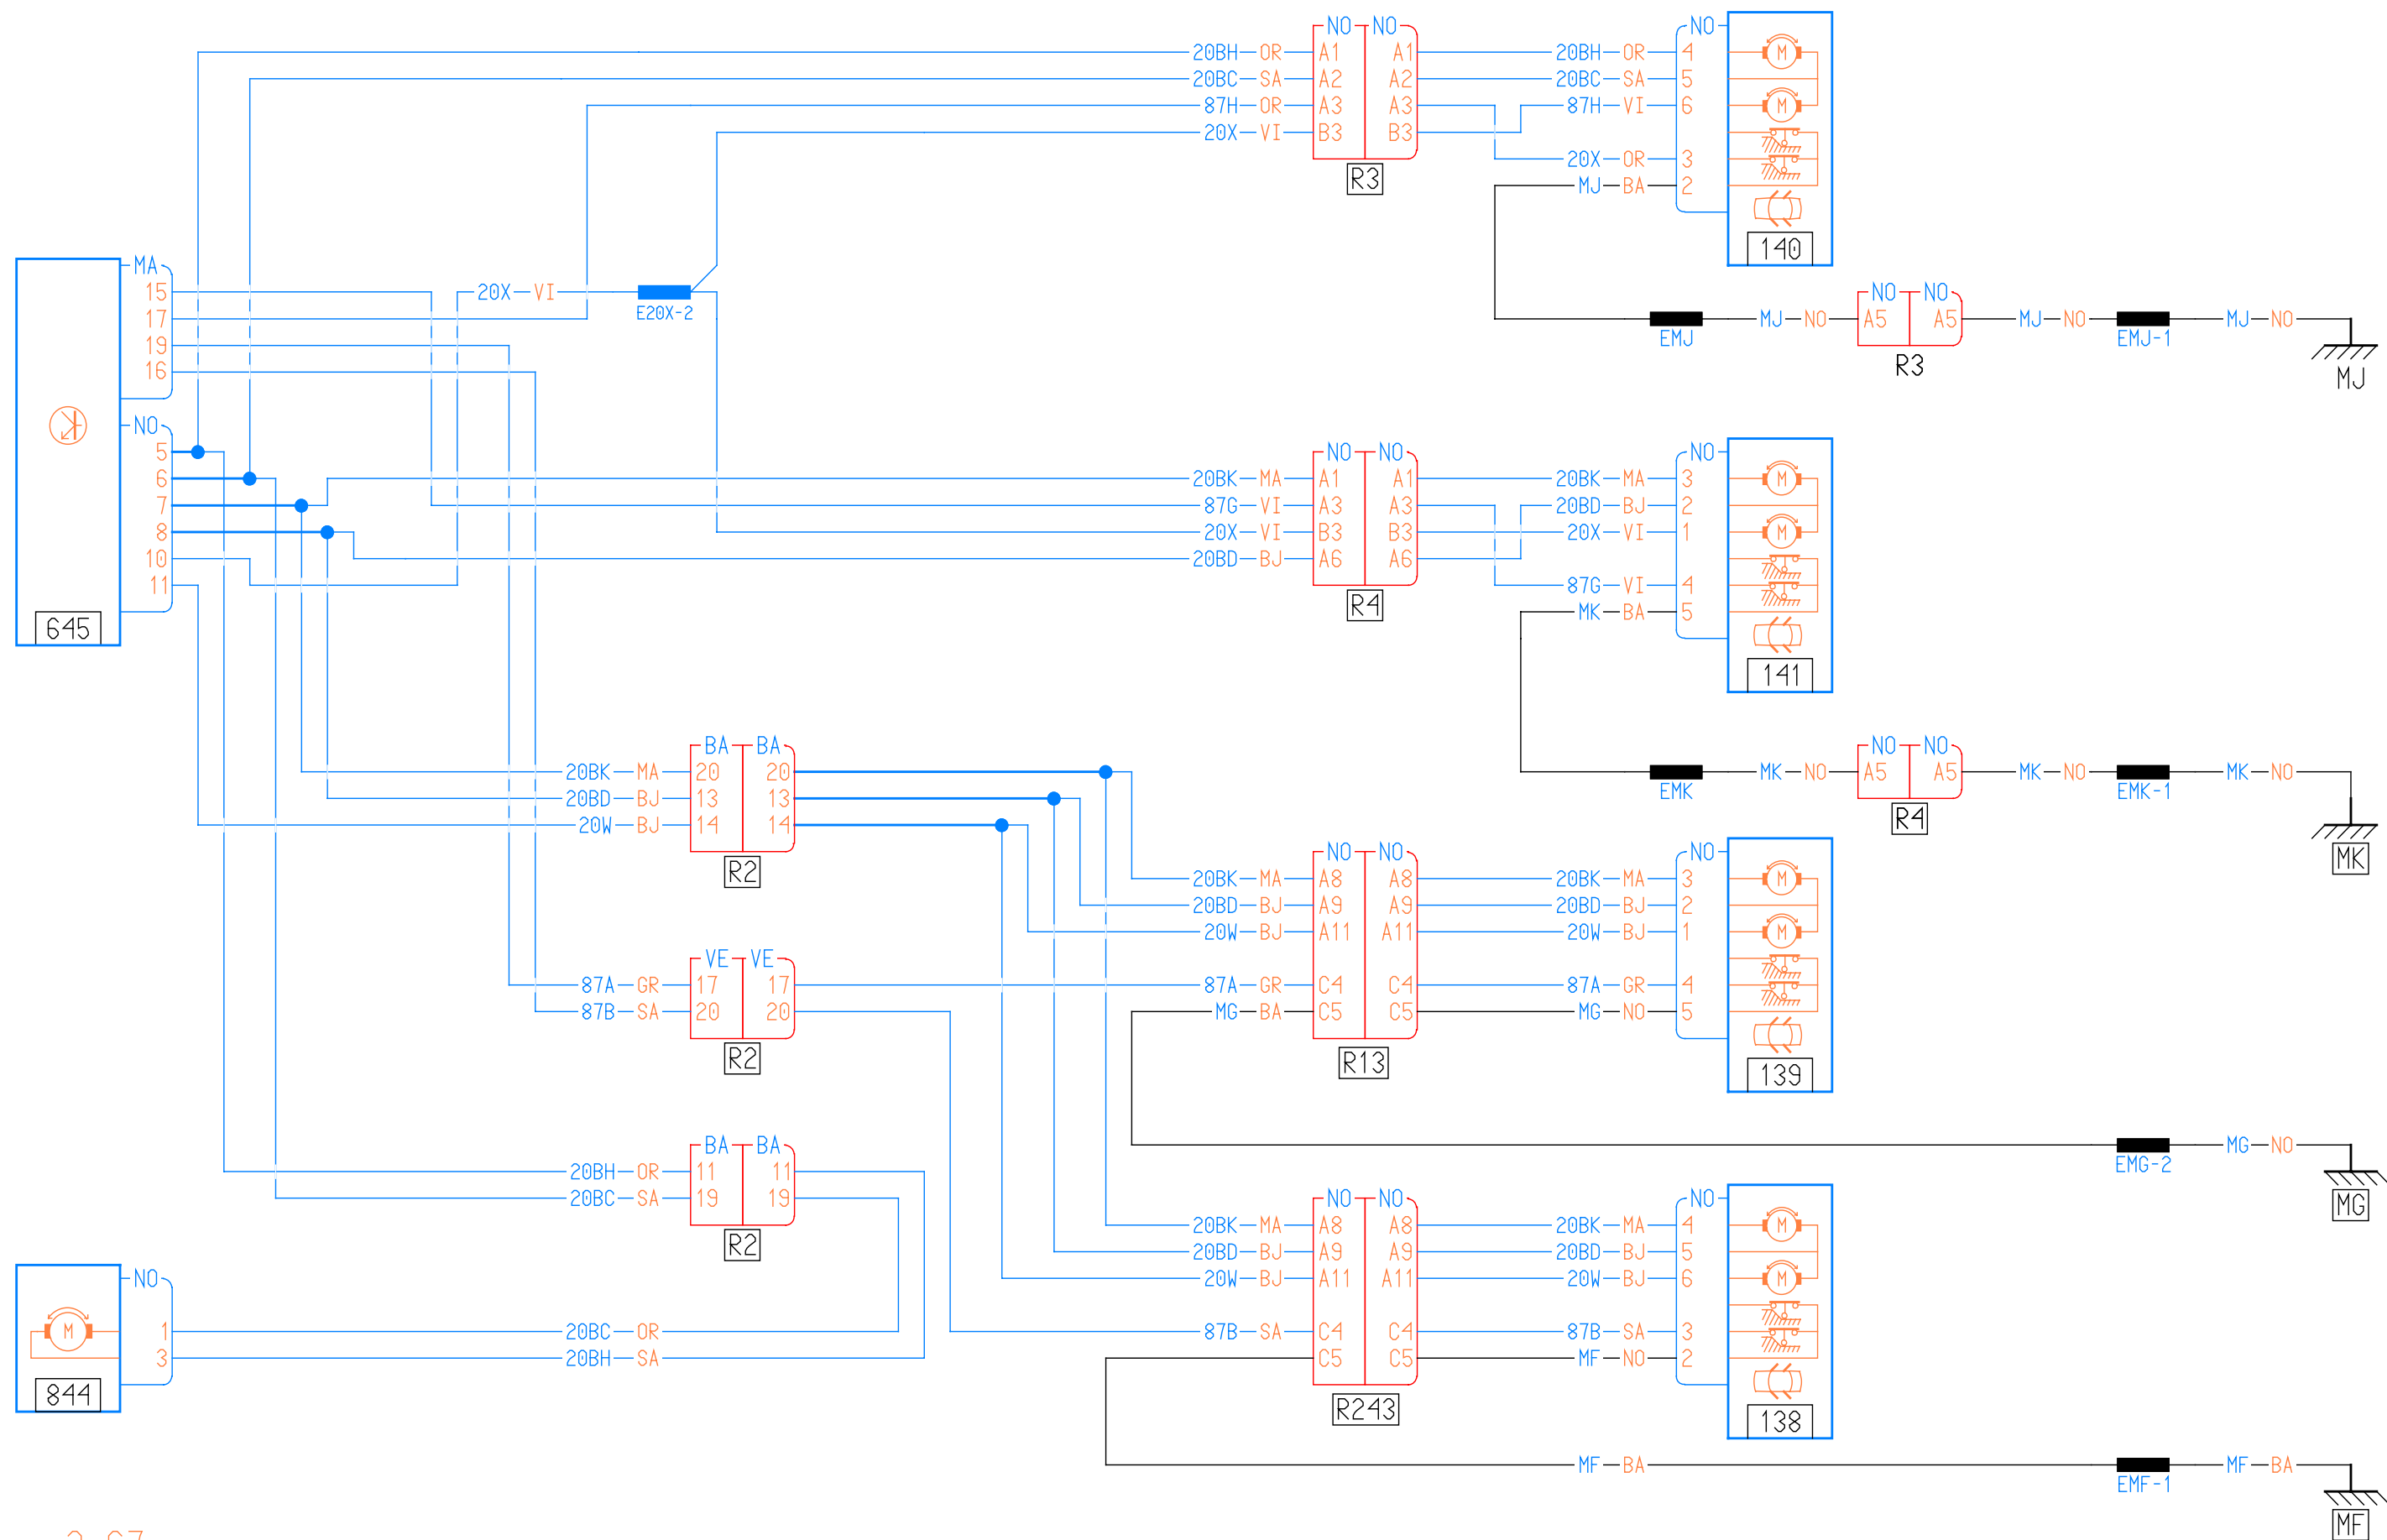 NO NO NO
20BH OR A1 A1 20BH OR 4 M
20BC SA A2 A2 20BC SA 5
87H OR A3 A3 87H VI 6 M
20X VI B3 B3
20X OR 3
R3 MJ BA 2
140
MA
15 20X VI NO NO
17 E20X-2 MJ NO A5 A5 MJ NO MJ NO
EMJ EMJ-1
19 R3
16 MJ
NO NO NO NO
5
6 20BK MA A1 A1 20BK MA 3 M
7 87G VI A3 A3 20BD BJ 2
8 20X VI B3 B3 20X VI 1 M
10 20BD BJ A6 A6
11 87G VI 4
R4 MK BA 5
645
141
BA BA NO NO
20BK MA 20 20 MK NO A5 A5 MK NO MK NO
EMK EMK-1
20BD BJ 13 13
20W BJ 14 14 R4
NO NO NO MK
R2
20BK MA A8 A8 20BK MA 3 M
20BD BJ A9 A9 20BD BJ 2
20W BJ A11 A11 20W BJ 1 M
VE VE
87A GR 17 17 87A GR C4 C4 87A GR 4
87B SA 20 20 MG BA C5 C5 MG NO 5
R2 R13
139
BA BA MG NO
EMG-2
20BH OR 11 11
20BC SA 19 19 NO NO NO MG
R2
20BK MA A8 A8 20BK MA 4 M
20BD BJ A9 A9 20BD BJ 5
NO 20W BJ A11 A11 20W BJ 6 M
M 1 20BC OR 87B SA C4 C4 87B SA 3
3 20BH SA C5 C5 MF NO 2
844 R243
138
MF BA MF BA
EMF-1
MF